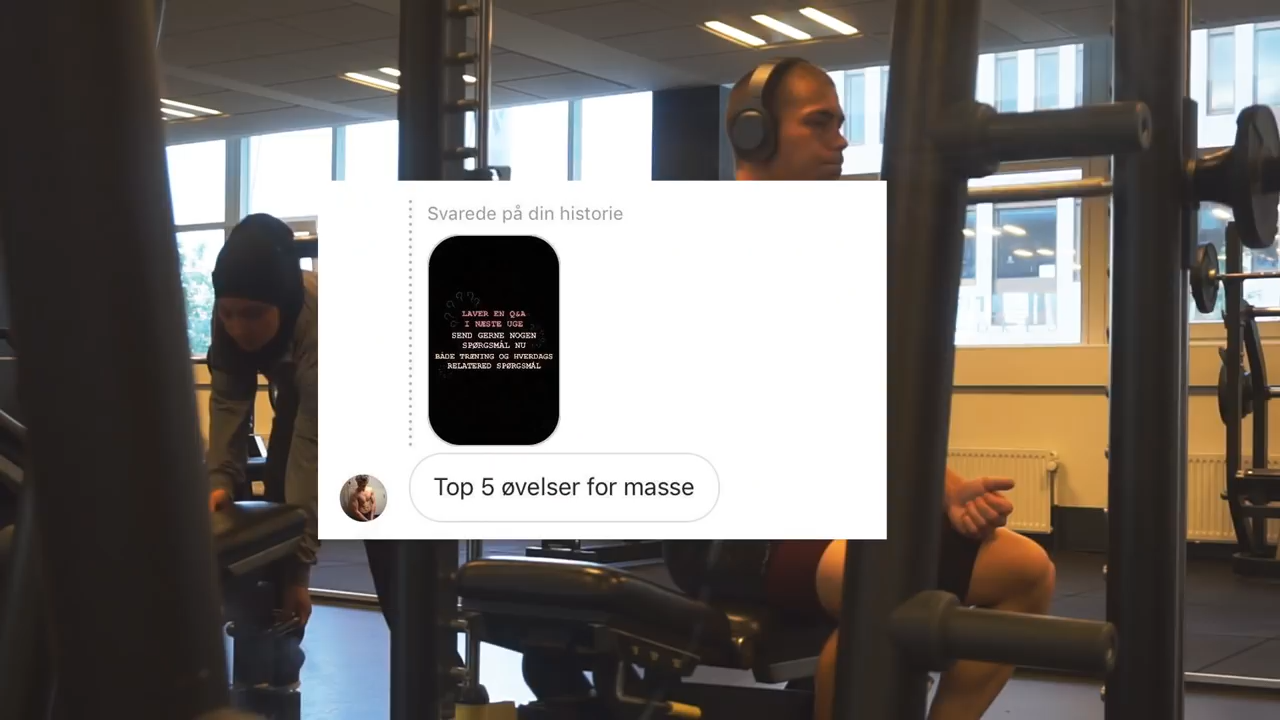 Svarede på din historie
LAVER EN Q&A
I NÆSTE UGE
SEND GERNE NOGEN
SPØRGSMÅL NU
BÅDE TRÆNING OG HVERDAGS
RELATERED SPØRGSMÅL
Top 5 øvelser for masse